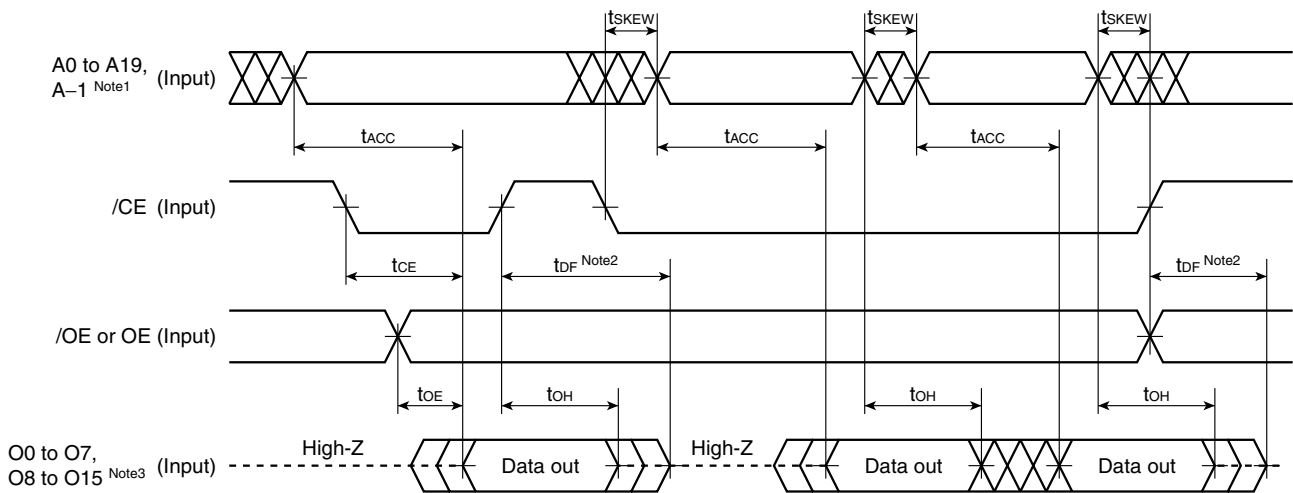 tSKEW tSKEW tSKEW
A0 to A19,
A–1 Note1 (Input)
tACC tACC tACC
/CE (Input)
tCE tDF Note2 tDF Note2
/OE or OE (Input)
tOE tOH tOH tOH
O0 to O7,
O8 to O15 Note3 (Input)
High-Z Data out High-Z Data out Data out